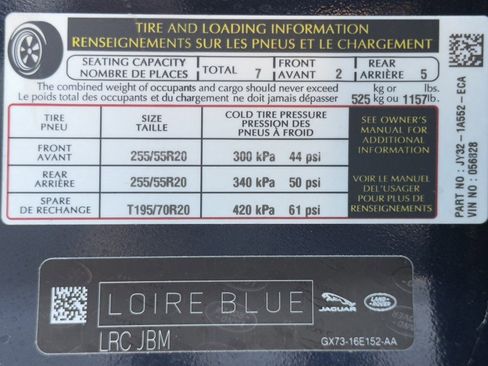 TIRE AND LOADING INFORMATION
RENSEIGNEMENTS SUR LES PNEUS ET LE CHARGEMENT
SEATING CAPACITY
NOMBRE DE PLACES
TOTAL 7
FRONT
AVANT 2
REAR
ARRIÈRE 5
The combined weight of occupants and cargo should never exceed
Le poids total des occupants et du chargement ne doit jamais dépasser
kg or lbs.
525 kg ou 1157 lb.
TIRE
PNEU
SIZE
TAILLE
COLD TIRE PRESSURE
PRESSION DES
PNEUS À FROID
FRONT
AVANT
255/55R20
300 kPa 44 psi
REAR
ARRIÈRE
255/55R20
340 kPa 50 psi
SPARE
DE RECHANGE
T195/70R20
420 kPa 61 psi
SEE OWNER'S
MANUAL FOR
ADDITIONAL
INFORMATION
VOIR LE MANUEL
DE L'USAGER
POUR PLUS DE
RENSEIGNEMENTS
PART NO : JY32-1A552-ECA
VIN NO : 056828
LOIRE BLUE
LRC JBM
JAGUAR
LAND-ROVER
GX73-16E152-AA